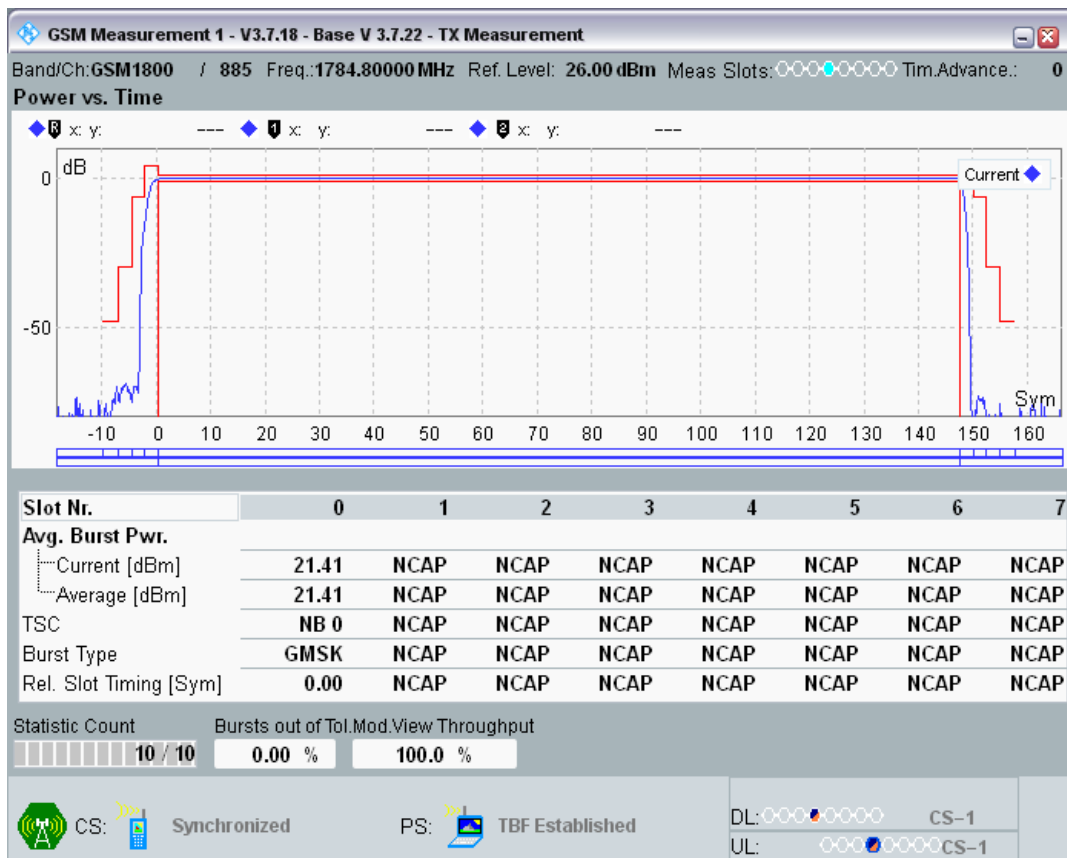 GSM Measurement 1 - V3.7.18 - Base V 3.7.22 - TX Measurement
Band/Ch:GSM1800 / 885 Freq.:1784.80000 MHz Ref. Level: 26.00 dBm Meas Slots: Tim.Advance.: 0
Power vs. Time
R x: y: --- 1 x: y: --- 2 x: y: ---
dB
0
Current
-50
Sym
-10 0 10 20 30 40 50 60 70 80 90 100 110 120 130 140 150 160
Slot Nr. 0 1 2 3 4 5 6 7
Avg. Burst Pwr.
Current [dBm] 21.41 NCAP NCAP NCAP NCAP NCAP NCAP NCAP
Average [dBm] 21.41 NCAP NCAP NCAP NCAP NCAP NCAP NCAP
TSC NB 0 NCAP NCAP NCAP NCAP NCAP NCAP NCAP
Burst Type GMSK NCAP NCAP NCAP NCAP NCAP NCAP NCAP
Rel. Slot Timing [Sym] 0.00 NCAP NCAP NCAP NCAP NCAP NCAP NCAP
Statistic Count Bursts out of Tol.Mod.View Throughput
10 / 10 0.00 % 100.0 %
CS: Synchronized PS: TBF Established
DL: CS-1
UL: CS-1